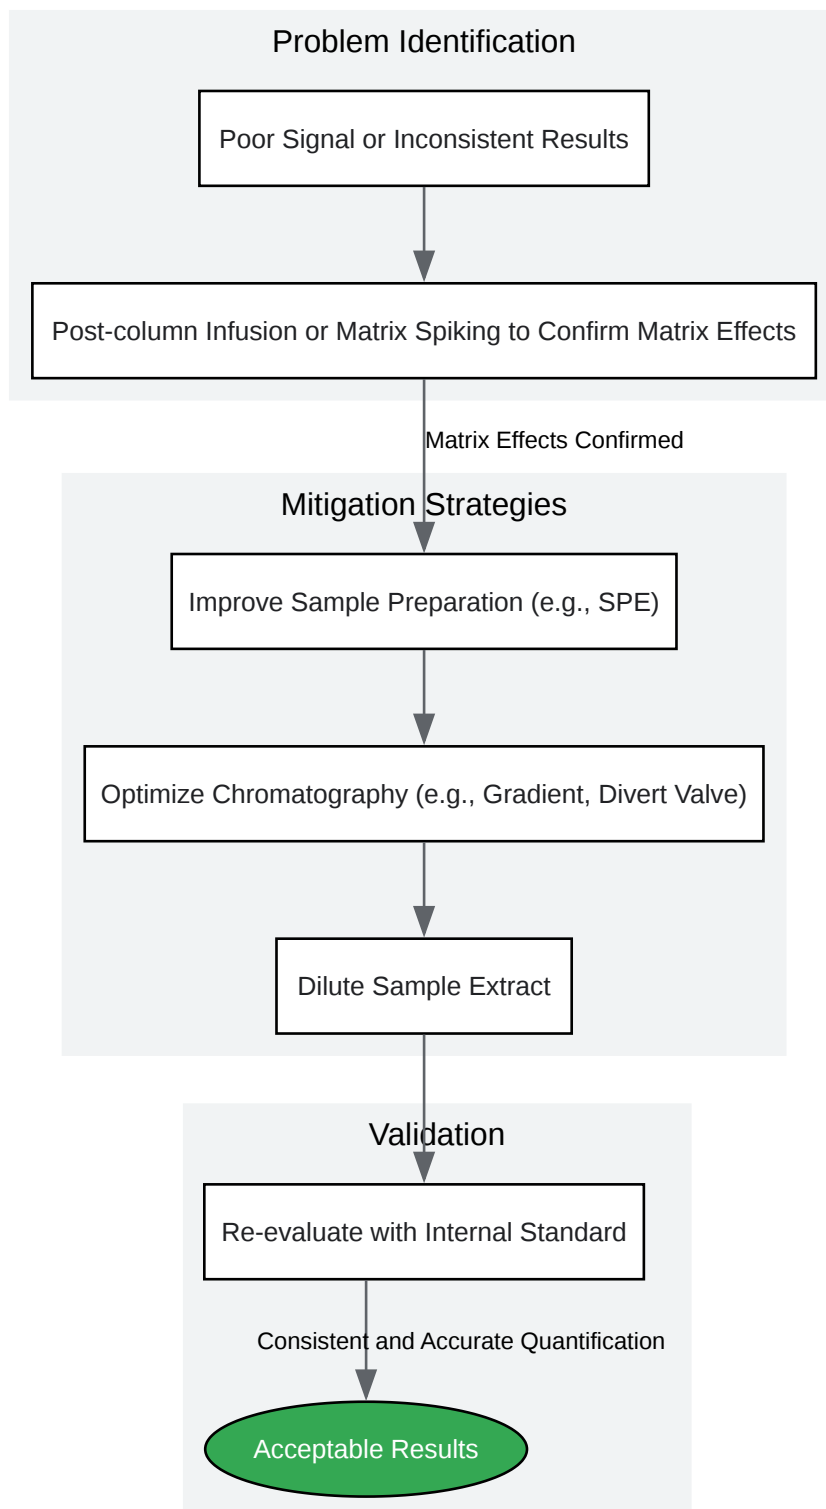 Problem Identification
Poor Signal or Inconsistent Results
Post-column Infusion or Matrix Spiking to Confirm Matrix Effects
Matrix Effects Confirmed
Mitigation Strategies
Improve Sample Preparation (e.g., SPE)
Optimize Chromatography (e.g., Gradient, Divert Valve)
Dilute Sample Extract
Validation
Re-evaluate with Internal Standard
Consistent and Accurate Quantification
Acceptable Results